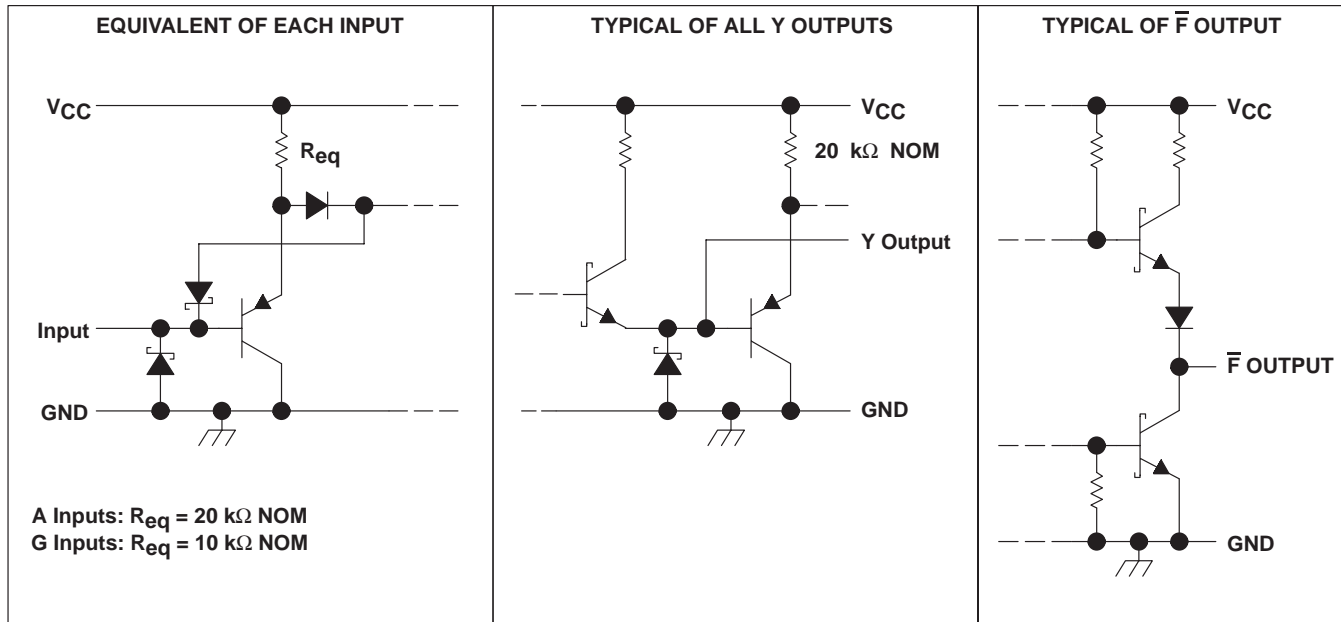 EQUIVALENT OF EACH INPUT
VCC
Req
Input
GND
A Inputs: Req = 20 kΩ NOM
G Inputs: Req = 10 kΩ NOM
TYPICAL OF ALL Y OUTPUTS
VCC
20 kΩ NOM
Y Output
GND
TYPICAL OF F̅ OUTPUT
VCC
F̅ OUTPUT
GND